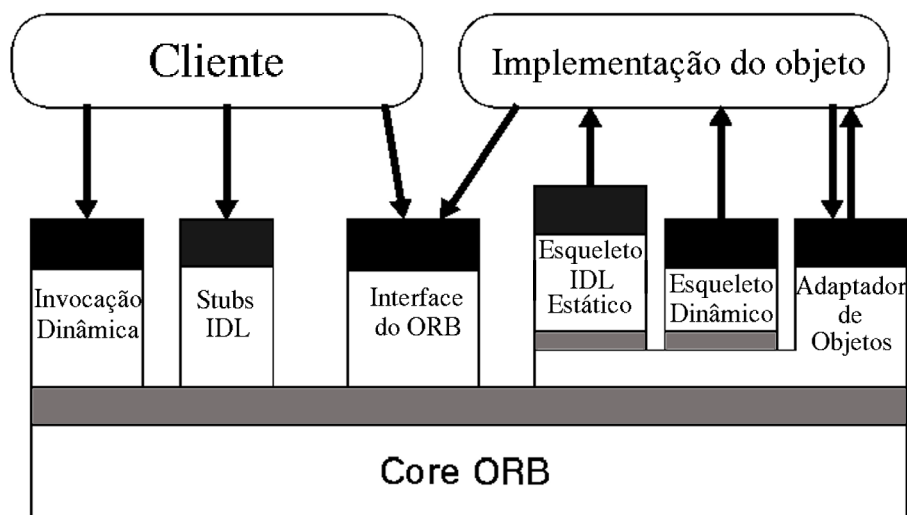 Cliente
Implementação do objeto
Invocação
Dinâmica
Stubs
IDL
Interface
do ORB
Esqueleto
IDL
Estático
Esqueleto
Dinâmico
Adaptador
de
Objetos
Core ORB